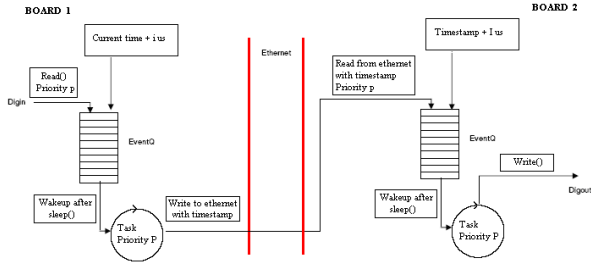 BOARD 1
BOARD 2
Current time + i us
Timestamp + I us
Ethernet
Read()
Priority p
Read from ethernet
with timestamp
Priority p
Digin
EventQ
EventQ
Write()
Digout
Wakeup after
sleep()
Write to ethernet
with timestamp
Wakeup after
sleep()
Task
Priority P
Task
Priority P